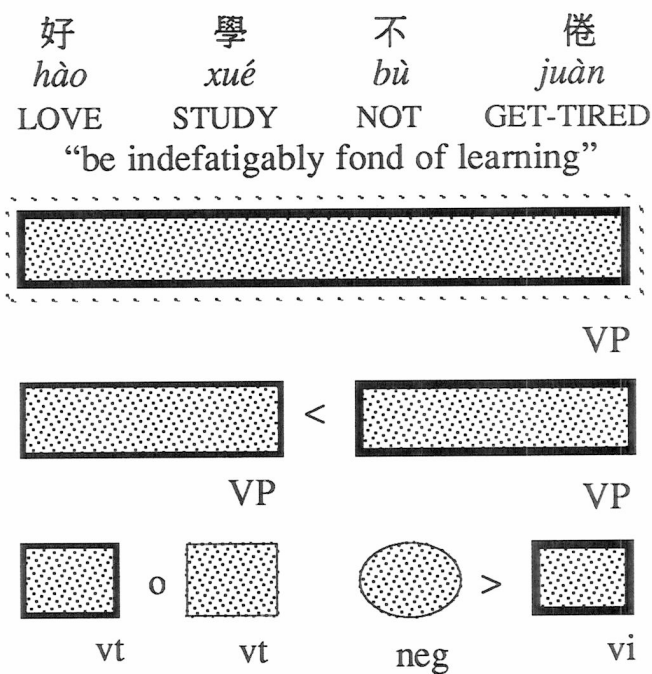 好 學 不 倦
hào xué bù juàn
LOVE STUDY NOT GET-TIRED
“be indefatigably fond of learning”
VP
<
VP VP
o >
vt vt neg vi